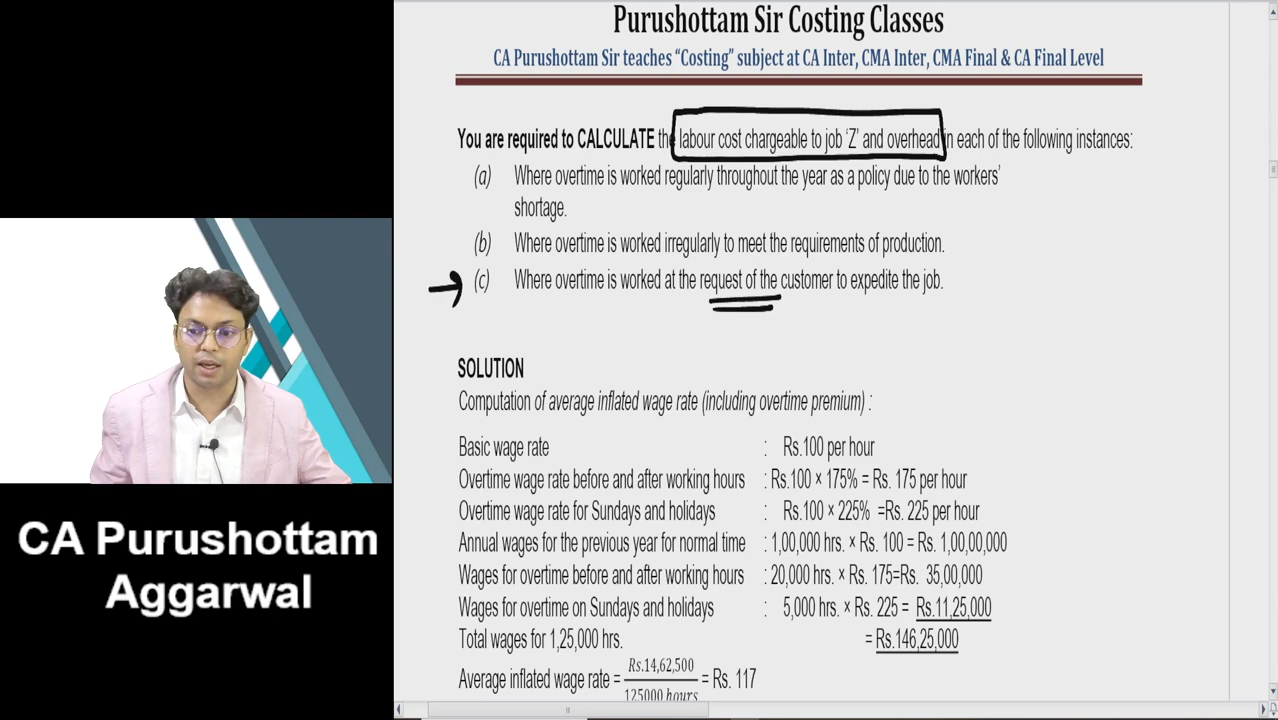 Purushottam Sir Costing Classes
CA Purushottam Sir teaches “Costing” subject at CA Inter, CMA Inter, CMA Final & CA Final Level
You are required to CALCULATE the labour cost chargeable to job ‘Z’ and overhead in each of the following instances:
(a) Where overtime is worked regularly throughout the year as a policy due to the workers’
shortage.
(b) Where overtime is worked irregularly to meet the requirements of production.
(c) Where overtime is worked at the request of the customer to expedite the job.
SOLUTION
Computation of average inflated wage rate (including overtime premium) :
Basic wage rate : Rs.100 per hour
Overtime wage rate before and after working hours : Rs.100 × 175% = Rs. 175 per hour
Overtime wage rate for Sundays and holidays : Rs.100 × 225% =Rs. 225 per hour
Annual wages for the previous year for normal time : 1,00,000 hrs. × Rs. 100 = Rs. 1,00,00,000
Wages for overtime before and after working hours : 20,000 hrs. × Rs. 175=Rs. 35,00,000
Wages for overtime on Sundays and holidays : 5,000 hrs. × Rs. 225 = Rs.11,25,000
Total wages for 1,25,000 hrs. = Rs.146,25,000
Average inflated wage rate = Rs.14,62,500 / 125000 hours = Rs. 117
CA Purushottam
Aggarwal